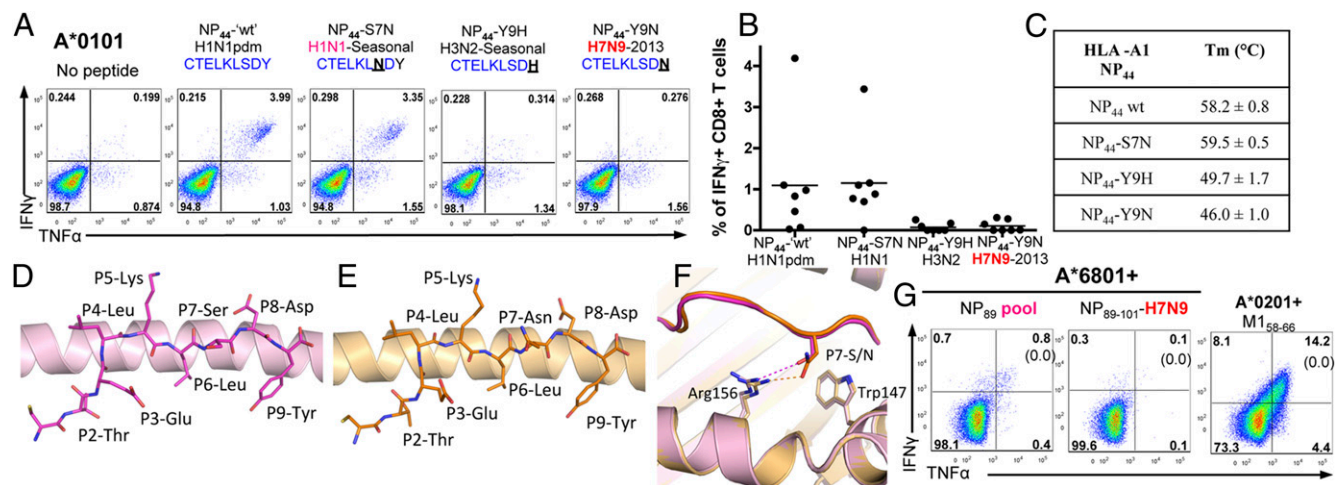 A
A*0101
No peptide
NP44-'wt'
H1N1pdm
CTELKLSDY
NP44-S7N
H1N1-Seasonal
CTELKLNDY
NP44-Y9H
H3N2-Seasonal
CTELKLSDH
NP44-Y9N
H7N9-2013
CTELKLSDN
0.244 0.199
98.7 0.874
0.215 3.99
94.8 1.03
0.298 3.35
94.8 1.55
0.228 0.314
98.1 1.34
0.268 0.276
97.9 1.56
IFNγ
TNFα
B
% of IFNγ+ CD8+ T cells
4
3
2
1
0
NP44-'wt'
H1N1pdm
NP44-S7N
H1N1
NP44-Y9H
H3N2
NP44-Y9N
H7N9-2013
C
HLA -A1
NP44
Tm (°C)
NP44 wt 58.2 ± 0.8
NP44-S7N 59.5 ± 0.5
NP44-Y9H 49.7 ± 1.7
NP44-Y9N 46.0 ± 1.0
D
P5-Lys
P4-Leu
P7-Ser
P8-Asp
P6-Leu
P3-Glu
P2-Thr
P9-Tyr
E
P5-Lys
P4-Leu
P7-Asn
P8-Asp
P6-Leu
P3-Glu
P2-Thr
P9-Tyr
F
P7-S/N
Arg156
Trp147
G
A*6801+
NP89 pool
0.7 0.8
(0.0)
98.1 0.4
NP89-101-H7N9
0.3 0.1
(0.0)
99.6 0.1
A*0201+
M158-66
8.1 14.2
(0.0)
73.3 4.4
IFNγ
TNFα